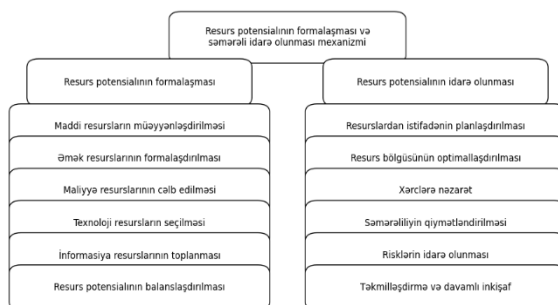 Resurs potensialının formalaşması və
səmərəli idarə olunması mexanizmi
Resurs potensialının formalaşması
Maddi resursların müəyyənləşdirilməsi
Əmək resurslarının formalaşdırılması
Maliyyə resurslarının cəlb edilməsi
Texnoloji resursların seçilməsi
İnformasiya resurslarının toplanması
Resurs potensialının balanslaşdırılması
Resurs potensialının idarə olunması
Resurslardan istifadənin planlaşdırılması
Resurs bölgüsünün optimallaşdırılması
Xərclərə nəzarət
Səmərəliliyin qiymətləndirilməsi
Risklərin idarə olunması
Təkmilləşdirmə və davamlı inkişaf